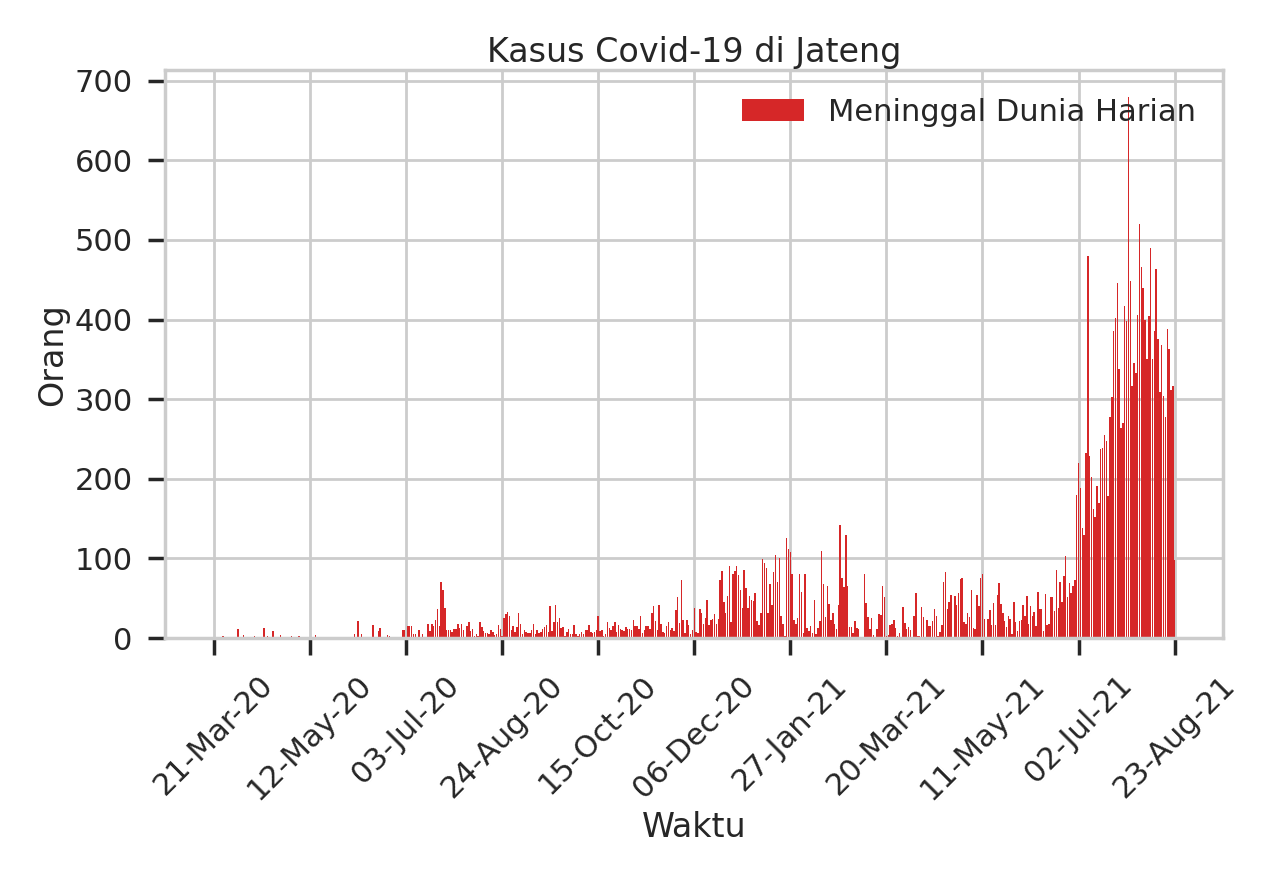 Kasus Covid-19 di Jateng
Meninggal Dunia Harian
Orang
700
600
500
400
300
200
100
0
21-Mar-20
12-May-20
03-Jul-20
24-Aug-20
15-Oct-20
06-Dec-20
27-Jan-21
20-Mar-21
11-May-21
02-Jul-21
23-Aug-21
Waktu